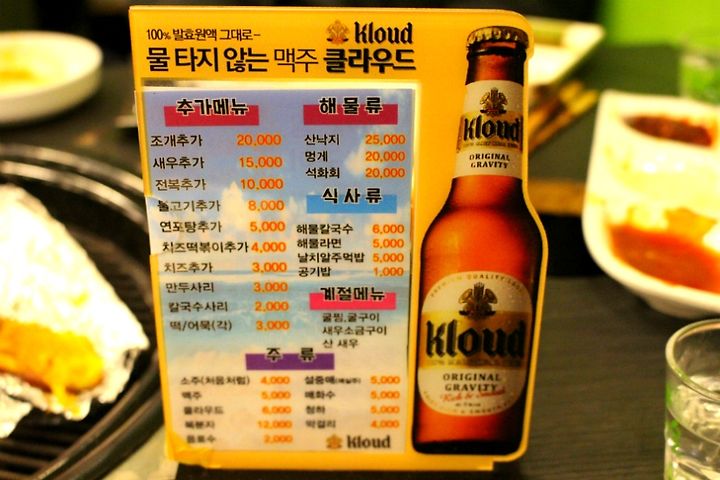 100% 발효원액 그대로-
Kloud
물 타지 않는 맥주 클라우드
추가메뉴
조개추가 20,000
새우추가 15,000
전복추가 10,000
불고기추가 8,000
연포탕추가 5,000
치즈떡볶이추가 4,000
치즈추가 3,000
만두사리 3,000
칼국수사리 2,000
떡/어묵(각) 3,000
해물류
산낙지 25,000
멍게 20,000
석화회 20,000
식사류
해물칼국수 6,000
해물라면 5,000
날치알주먹밥 5,000
공기밥 1,000
계절메뉴
굴찜,굴구이
새우소금구이
산 새우
주류
소주(처음처럼) 4,000
맥주 5,000
클라우드 6,000
복분자 12,000
음료수 2,000
설중매(매실주) 5,000
매화수 5,000
청하 5,000
막걸리 4,000
Kloud
Kloud
ORIGINAL
GRAVITY
Kloud
ORIGINAL
GRAVITY